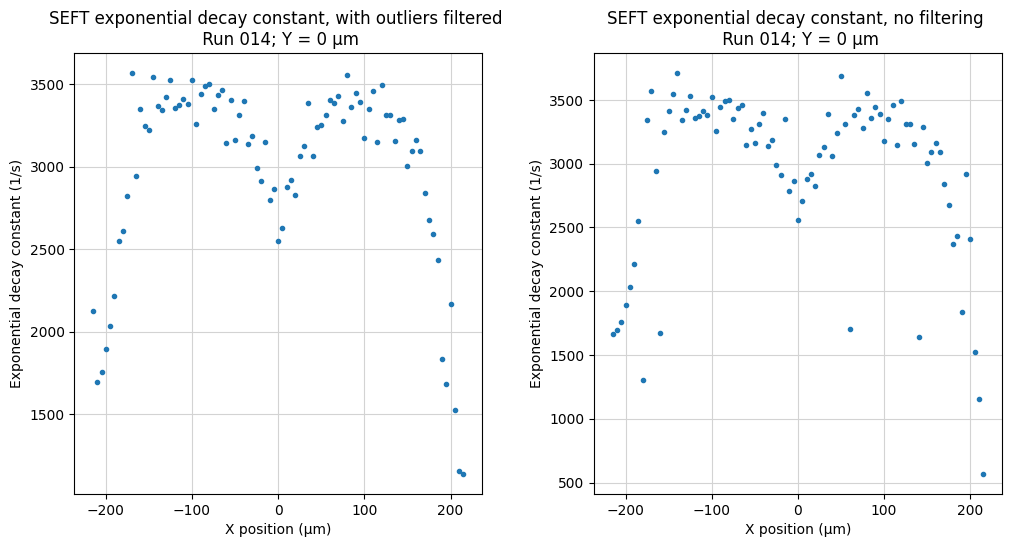 SEFT exponential decay constant, with outliers filtered
Run 014; Y = 0 µm
Exponential decay constant (1/s)
3500
3000
2500
2000
1500
−200
−100
0
100
200
X position (µm)
SEFT exponential decay constant, no filtering
Run 014; Y = 0 µm
Exponential decay constant (1/s)
3500
3000
2500
2000
1500
1000
500
−200
−100
0
100
200
X position (µm)